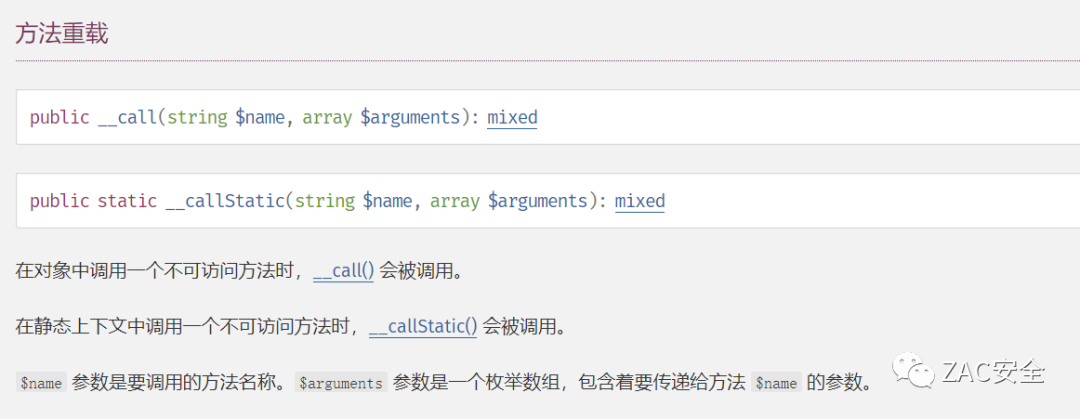 方法重载
public __call(string $name, array $arguments): mixed
public static __callStatic(string $name, array $arguments): mixed
在对象中调用一个不可访问方法时，__call() 会被调用。
在静态上下文中调用一个不可访问方法时，__callStatic() 会被调用。
$name 参数是要调用的方法名称。$arguments 参数是一个枚举数组，包含着要传递给方法 $name 的参数。
ZAC安全